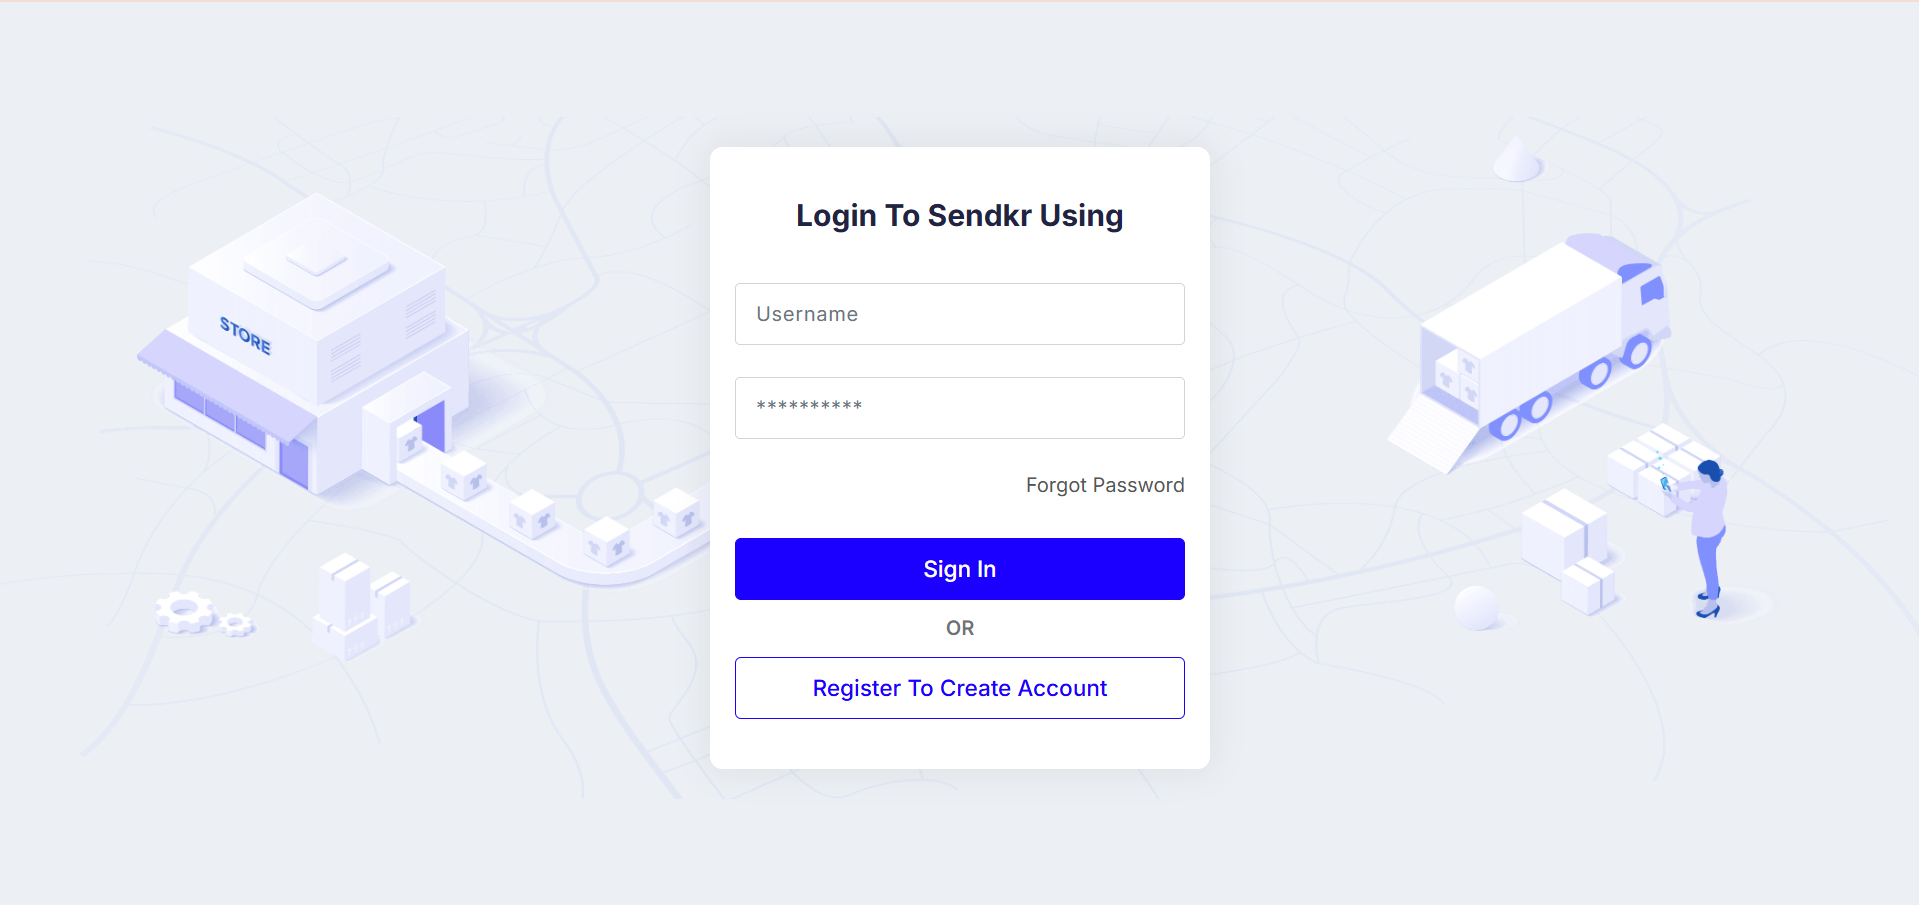 Login To Sendkr Using
Username
**********
Forgot Password
Sign In
OR
Register To Create Account
STORE